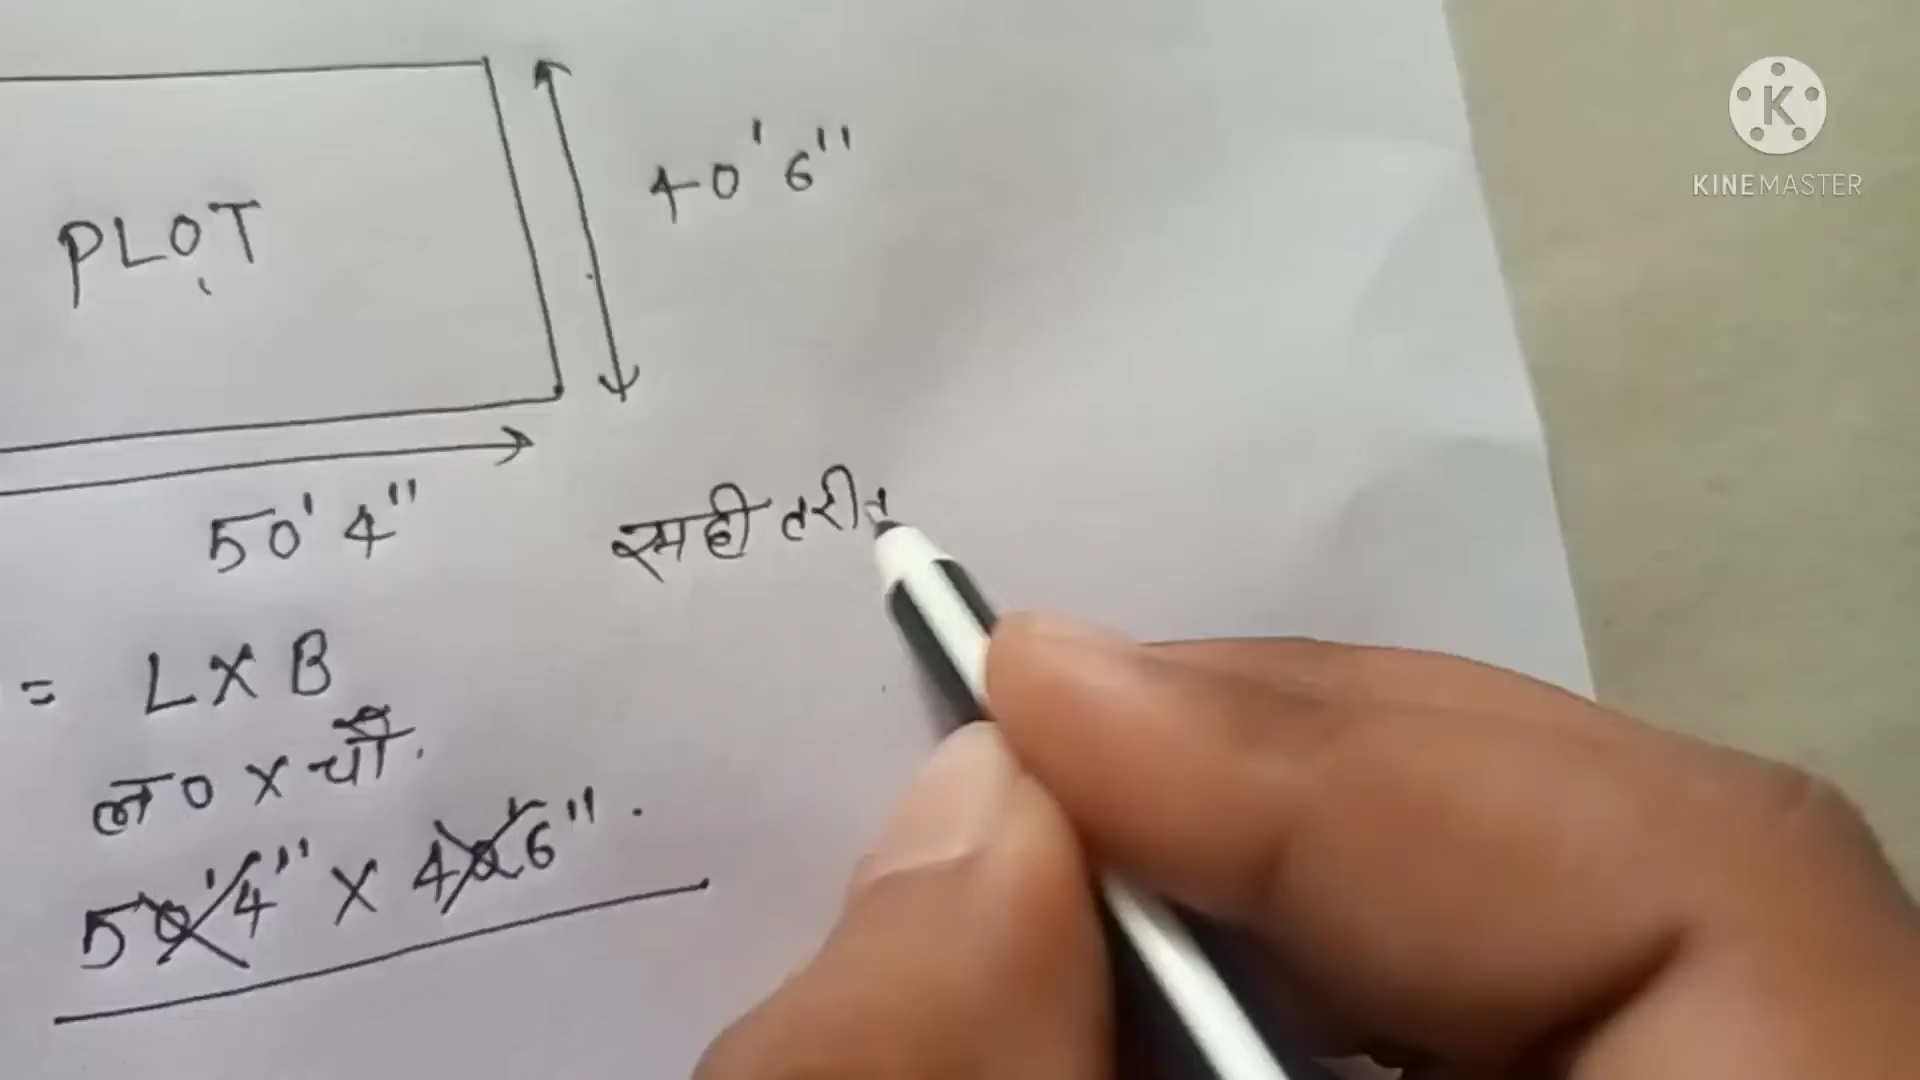 40'6"
PLOT
50'4"
सही तरीक
= L X B
ल० X चौ.
50'4" X 40'6".
K
KINEMASTER